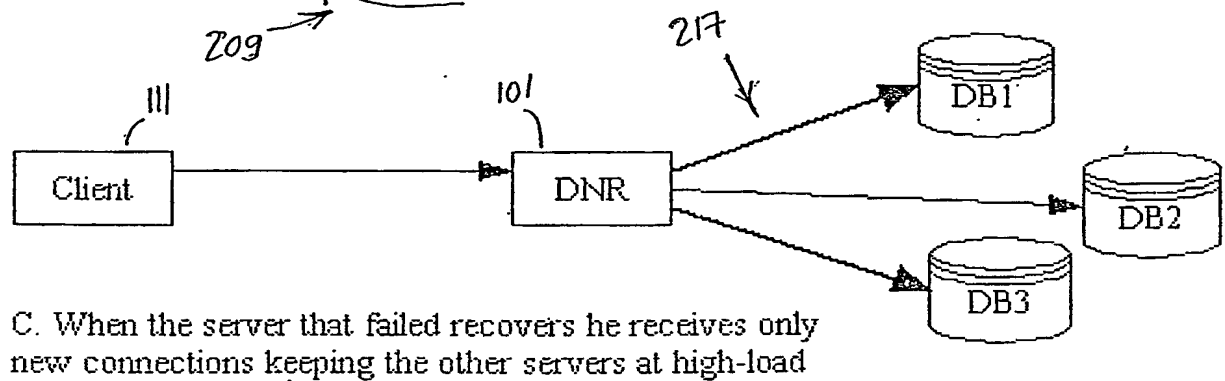 209
217
111
101
DB1
Client
DNR
DB2
DB3
C. When the server that failed recovers he receives only
new connections keeping the other servers at high-load